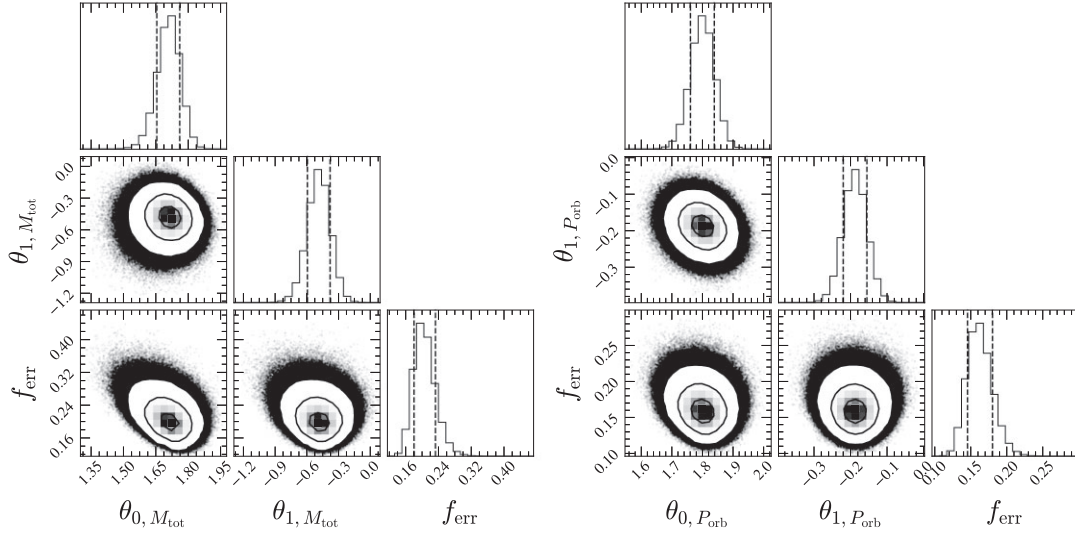 0.0
−0.3
−0.6
−0.9
−1.2
θ1, Mtot
0.40
0.32
0.24
0.16
ferr
1.35 1.50 1.65 1.80 1.95
−1.2 −0.9 −0.6 −0.3 0.0
0.16 0.24 0.32 0.40
θ0, Mtot θ1, Mtot ferr
0.0
−0.1
−0.2
−0.3
θ1, Porb
0.25
0.20
0.15
0.10
ferr
1.6 1.7 1.8 1.9 2.0
−0.3 −0.2 −0.1 0.0
0.10 0.15 0.20 0.25
θ0, Porb θ1, Porb ferr